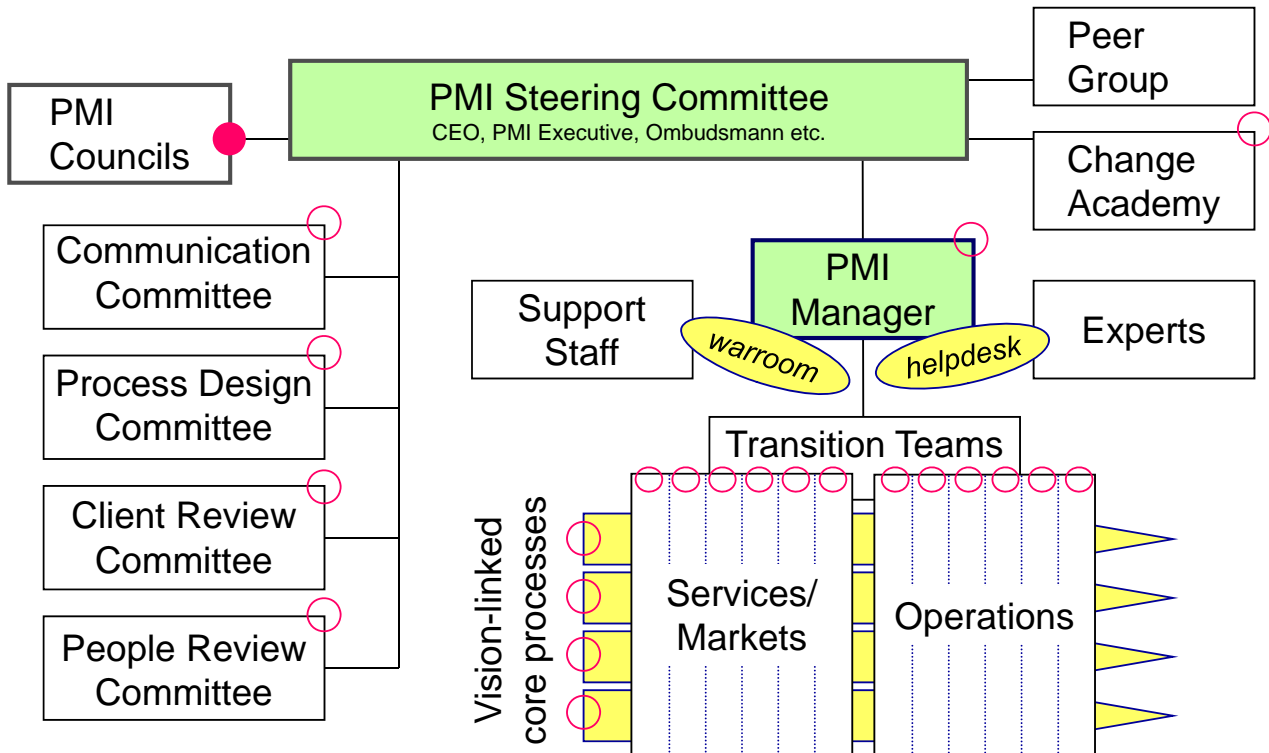 PMI
Councils
PMI Steering Committee
CEO, PMI Executive, Ombudsmann etc.
Peer
Group
Change
Academy
Communication
Committee
Process Design
Committee
Client Review
Committee
People Review
Committee
PMI
Manager
Support
Staff
warroom
helpdesk
Experts
Transition Teams
Vision-linked
core processes
Services/
Markets
Operations